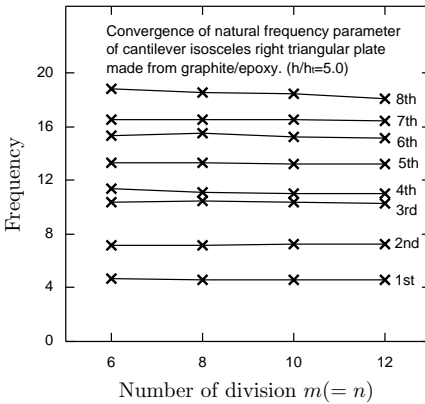 Convergence of natural frequency parameter
of cantilever isosceles right triangular plate
made from graphite/epoxy. (h/ht=5.0)
20
8th
7th
16
6th
5th
12
4th
3rd
Frequency
8
2nd
4
1st
0
6 8 10 12
Number of division m(= n)